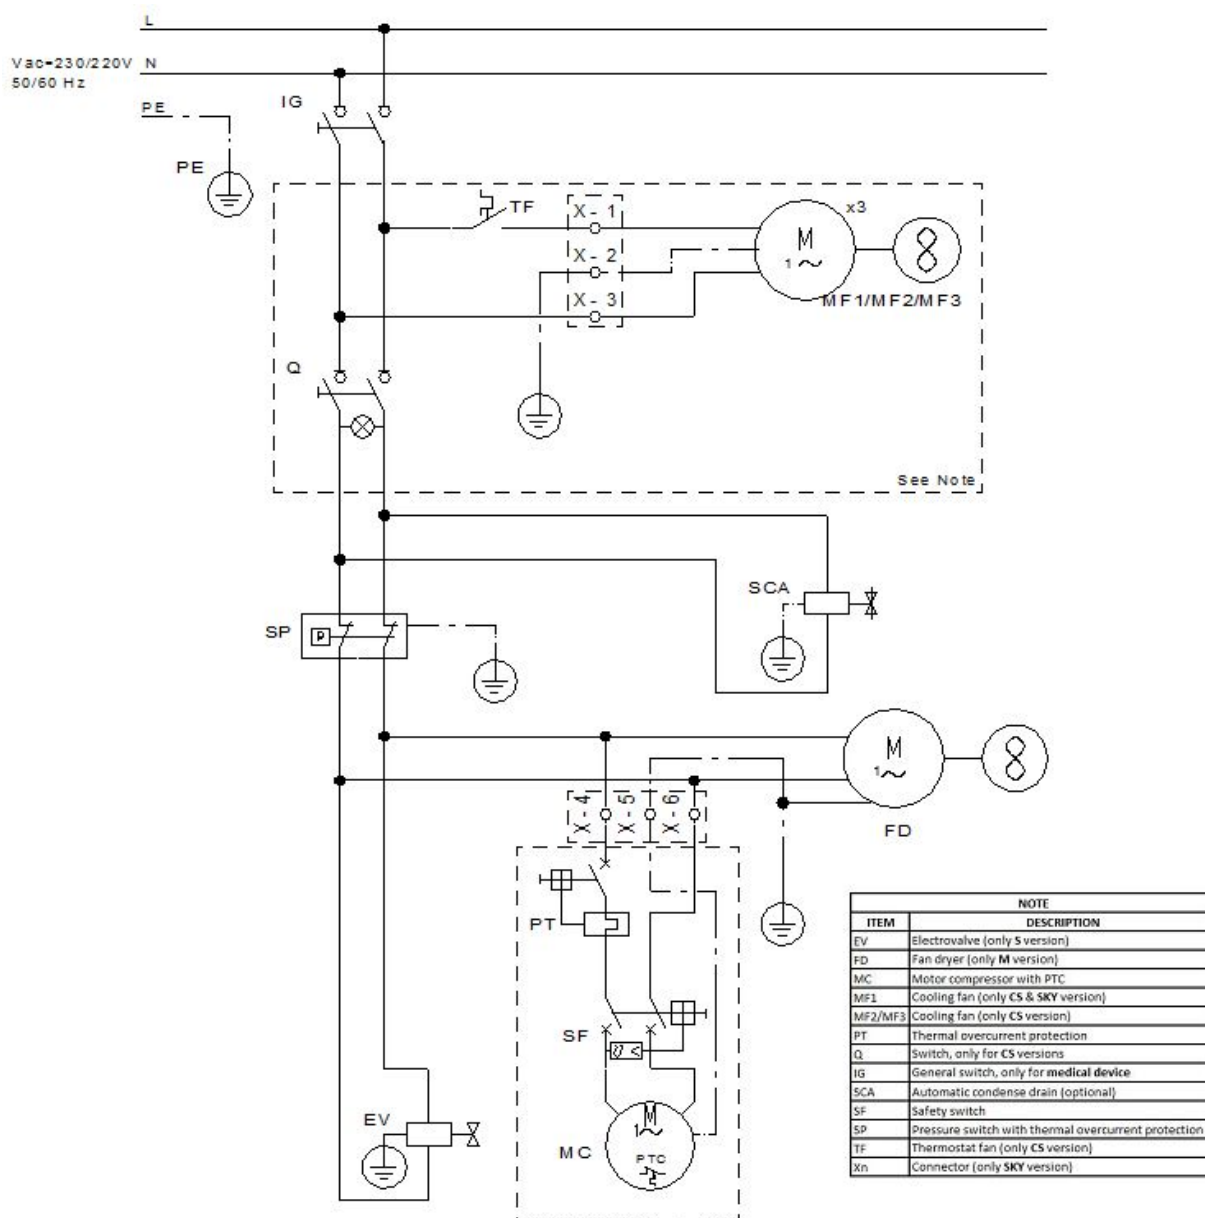 L
Vac=230/220V N
50/60 Hz
PE
IG
PE
TF
X - 1
x3
M
1
X - 2
X - 3
MF1/MF2/MF3
Q
See Note
SCA
SP
P
M
1
X - 4
X - 5
X - 6
FD
PT
SF
U <
EV
M
1
MC
PTC
NOTE
ITEM DESCRIPTION
EV Electrovalve (only S version)
FD Fan dryer (only M version)
MC Motor compressor with PTC
MF1 Cooling fan (only CS & SKY version)
MF2/MF3 Cooling fan (only CS version)
PT Thermal overcurrent protection
Q Switch, only for CS versions
IG General switch, only for medical device
SCA Automatic condense drain (optional)
SF Safety switch
SP Pressure switch with thermal overcurrent protection
TF Thermostat fan (only CS version)
Xn Connector (only SKY version)